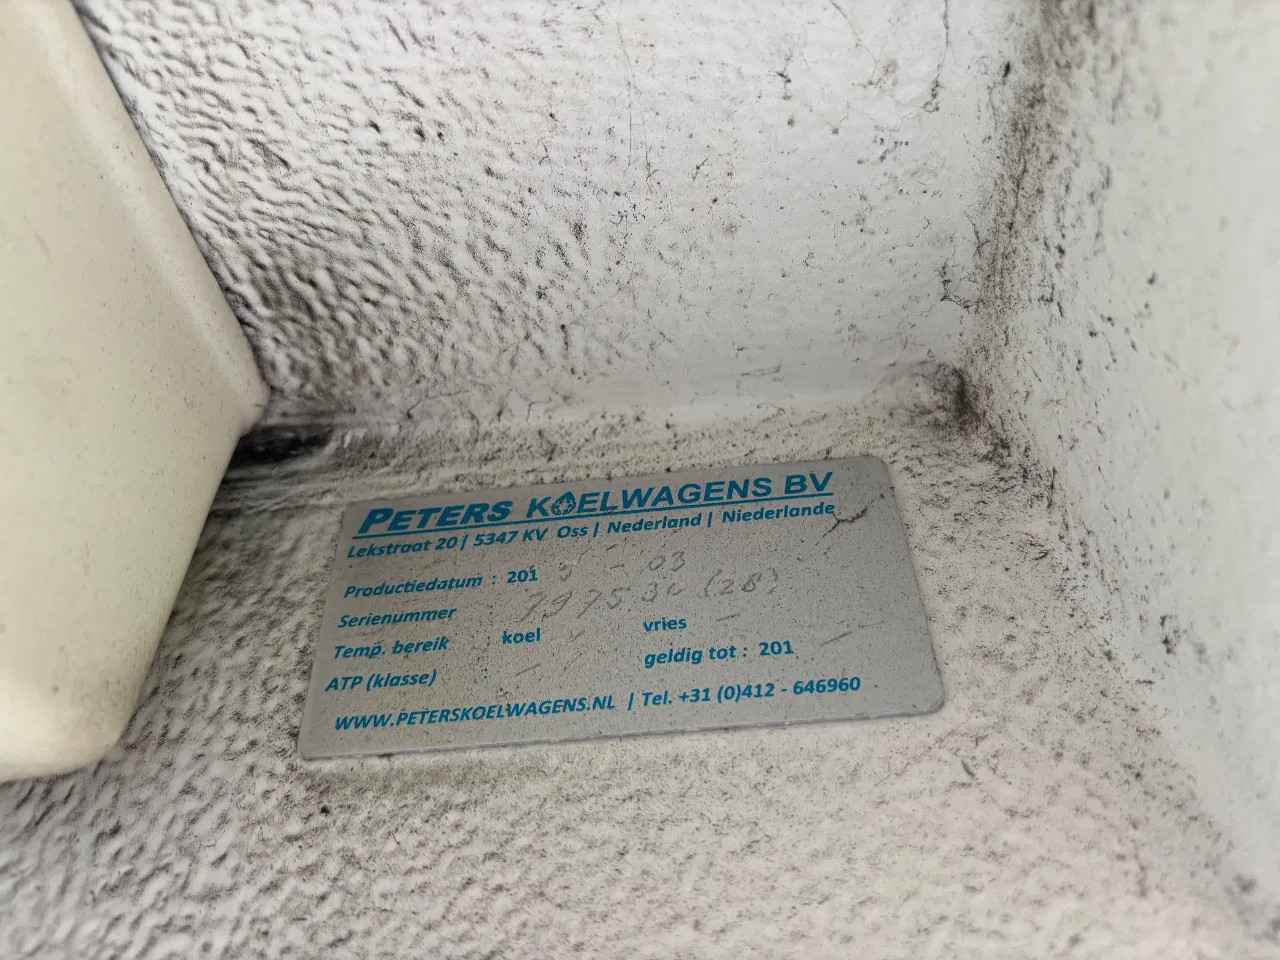 PETERS KOELWAGENS BV
Lekstraat 20 | 5347 KV Oss | Nederland | Niederlande
Productiedatum : 201 - 03
Serienummer
Temp. bereik : koel - vries -
ATP (klasse) - geldig tot : 201 -
WWW.PETERSKOELWAGENS.NL | Tel. +31 (0)412 - 646960